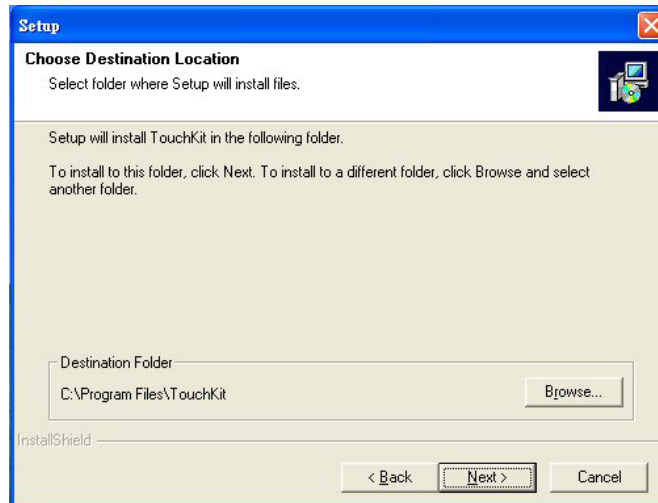 Setup
Choose Destination Location
Select folder where Setup will install files.
Setup will install TouchKit in the following folder.
To install to this folder, click Next. To install to a different folder, click Browse and select
another folder.
Destination Folder
C:\Program Files\TouchKit
Browse...
InstallShield
< Back
Next >
Cancel